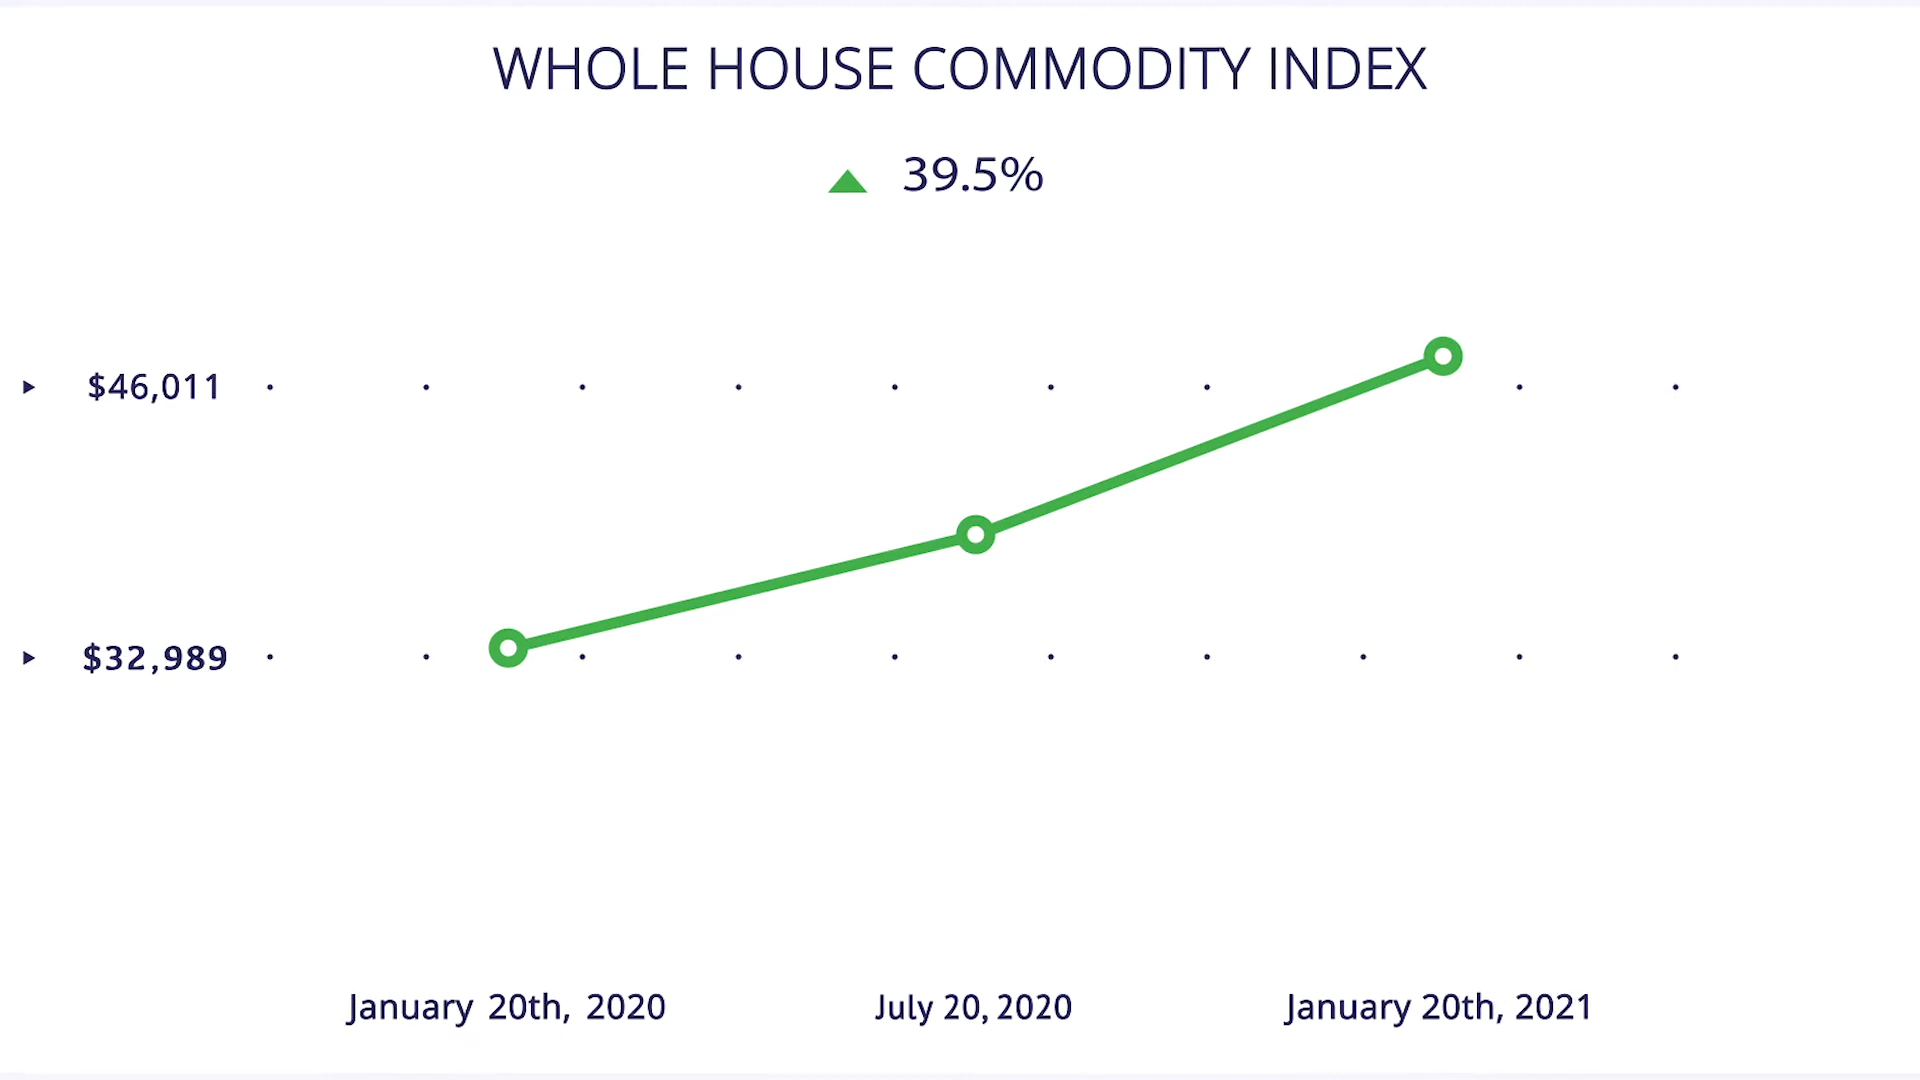 WHOLE HOUSE COMMODITY INDEX
39.5%
$46,011
$32,989
January 20th, 2020
July 20, 2020
January 20th, 2021